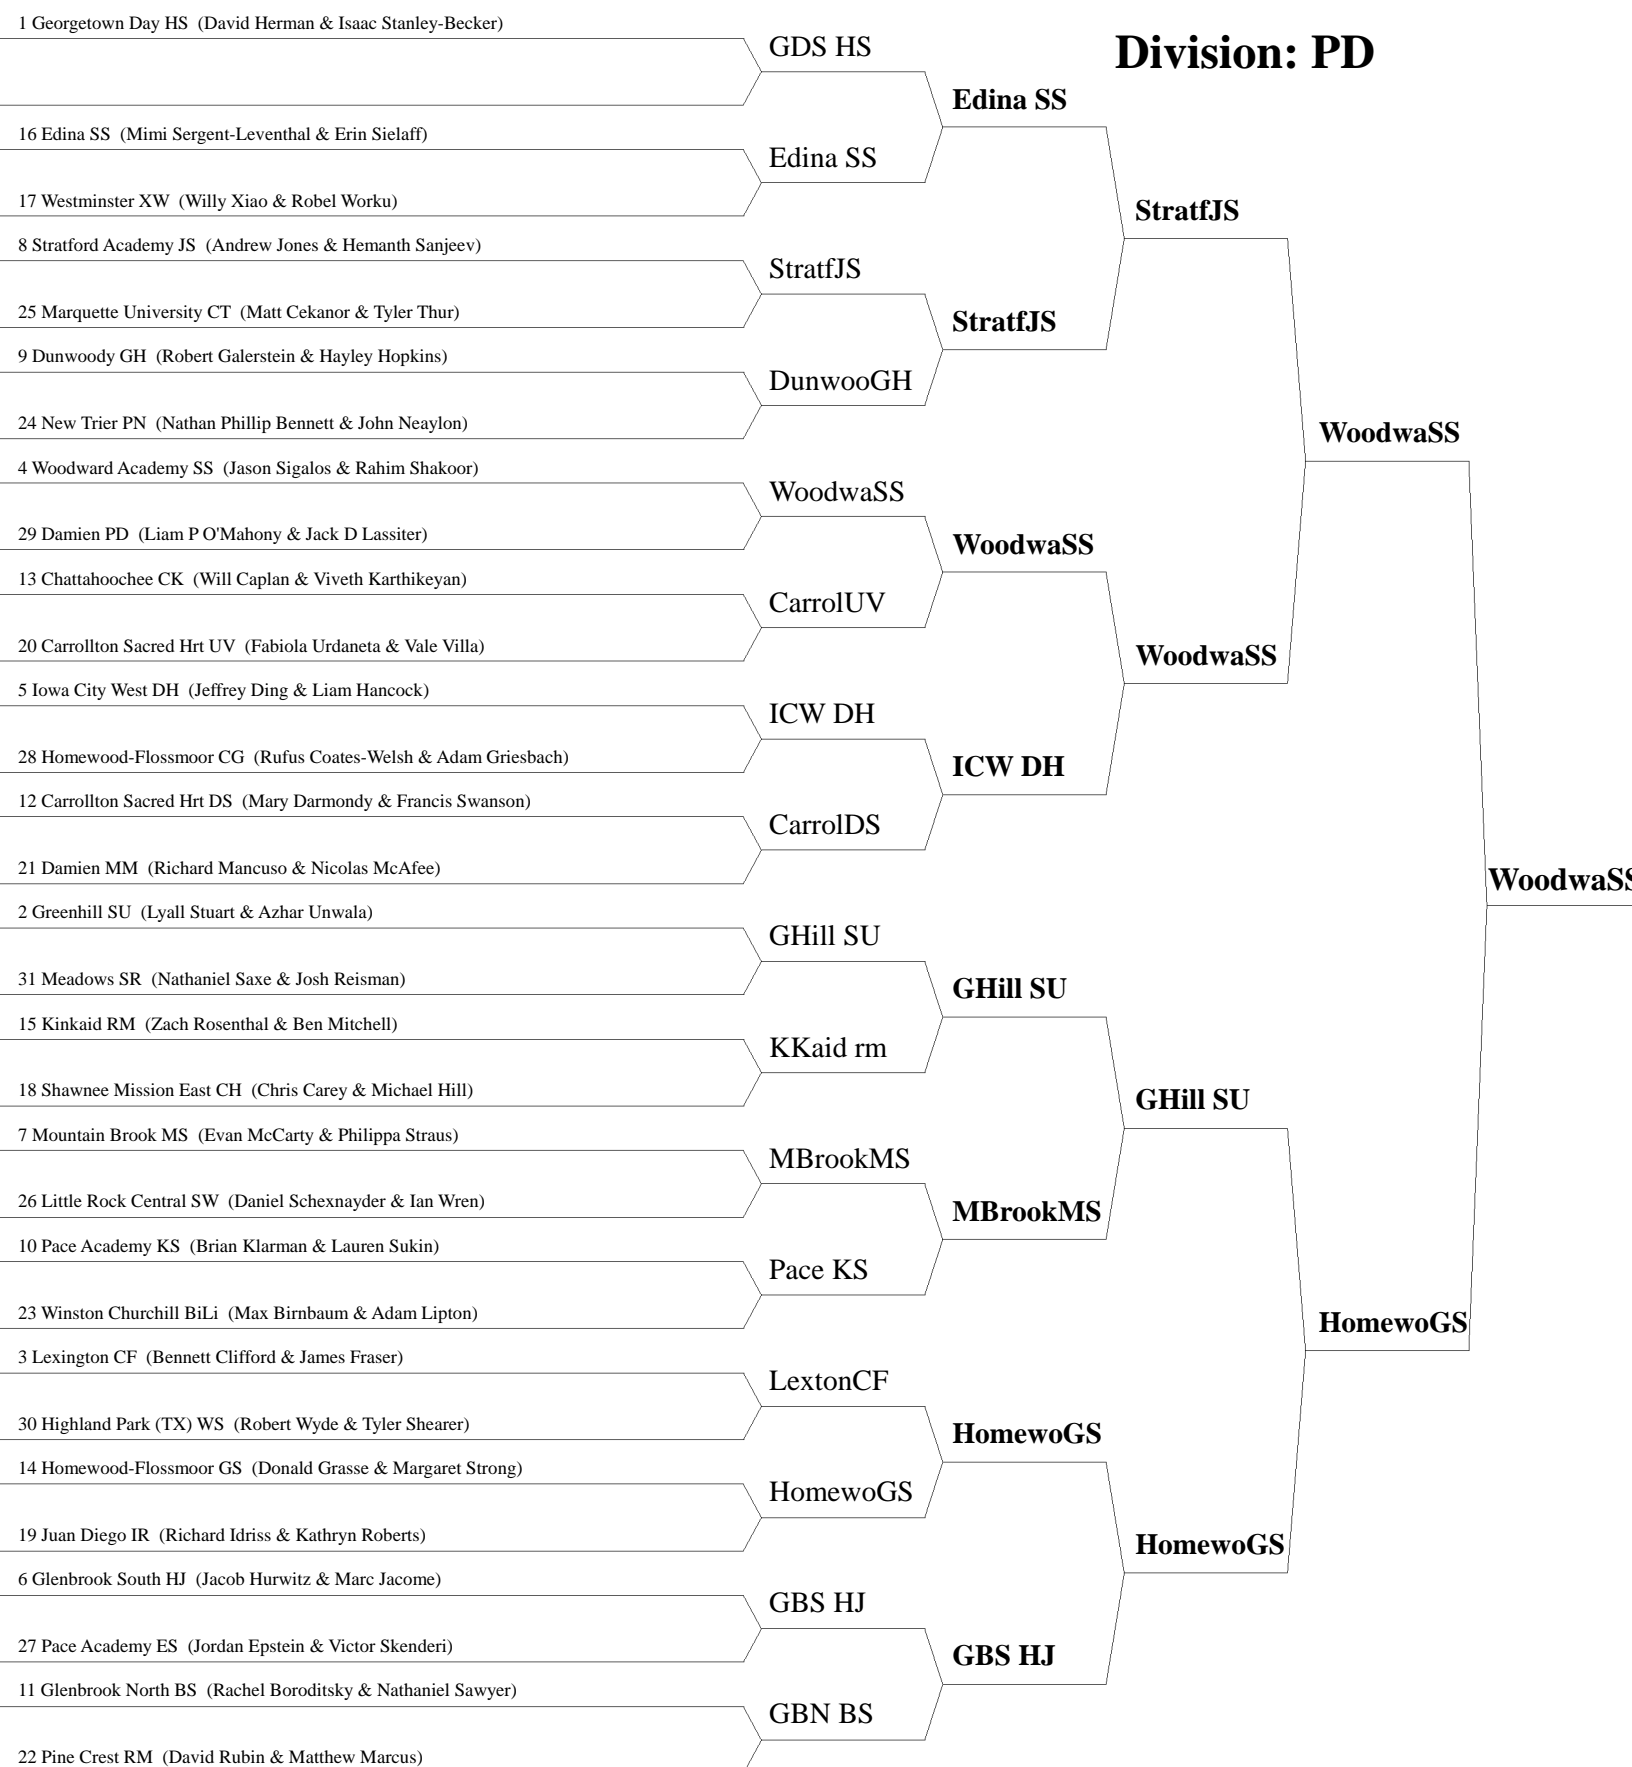 1 Georgetown Day HS (David Herman & Isaac Stanley-Becker)
GDS HS
Division: PD
Edina SS
16 Edina SS (Mimi Sergent-Leventhal & Erin Sielaff)
Edina SS
17 Westminster XW (Willy Xiao & Robel Worku)
StratfJS
8 Stratford Academy JS (Andrew Jones & Hemanth Sanjeev)
StratfJS
25 Marquette University CT (Matt Cekanor & Tyler Thur)
StratfJS
9 Dunwoody GH (Robert Galerstein & Hayley Hopkins)
DunwooGH
24 New Trier PN (Nathan Phillip Bennett & John Neaylon)
WoodwaSS
4 Woodward Academy SS (Jason Sigalos & Rahim Shakoor)
WoodwaSS
29 Damien PD (Liam P O'Mahony & Jack D Lassiter)
WoodwaSS
13 Chattahoochee CK (Will Caplan & Viveth Karthikeyan)
CarrolUV
20 Carrollton Sacred Hrt UV (Fabiola Urdaneta & Vale Villa)
WoodwaSS
5 Iowa City West DH (Jeffrey Ding & Liam Hancock)
ICW DH
28 Homewood-Flossmoor CG (Rufus Coates-Welsh & Adam Griesbach)
ICW DH
12 Carrollton Sacred Hrt DS (Mary Darmondy & Francis Swanson)
CarrolDS
21 Damien MM (Richard Mancuso & Nicolas McAfee)
WoodwaSS
2 Greenhill SU (Lyall Stuart & Azhar Unwala)
GHill SU
31 Meadows SR (Nathaniel Saxe & Josh Reisman)
GHill SU
15 Kinkaid RM (Zach Rosenthal & Ben Mitchell)
KKaid rm
18 Shawnee Mission East CH (Chris Carey & Michael Hill)
GHill SU
7 Mountain Brook MS (Evan McCarty & Philippa Straus)
MBrookMS
26 Little Rock Central SW (Daniel Schexnayder & Ian Wren)
MBrookMS
10 Pace Academy KS (Brian Klarman & Lauren Sukin)
Pace KS
23 Winston Churchill BiLi (Max Birnbaum & Adam Lipton)
HomewoGS
3 Lexington CF (Bennett Clifford & James Fraser)
LextonCF
30 Highland Park (TX) WS (Robert Wyde & Tyler Shearer)
HomewoGS
14 Homewood-Flossmoor GS (Donald Grasse & Margaret Strong)
HomewoGS
19 Juan Diego IR (Richard Idriss & Kathryn Roberts)
HomewoGS
6 Glenbrook South HJ (Jacob Hurwitz & Marc Jacome)
GBS HJ
27 Pace Academy ES (Jordan Epstein & Victor Skenderi)
GBS HJ
11 Glenbrook North BS (Rachel Boroditsky & Nathaniel Sawyer)
GBN BS
22 Pine Crest RM (David Rubin & Matthew Marcus)